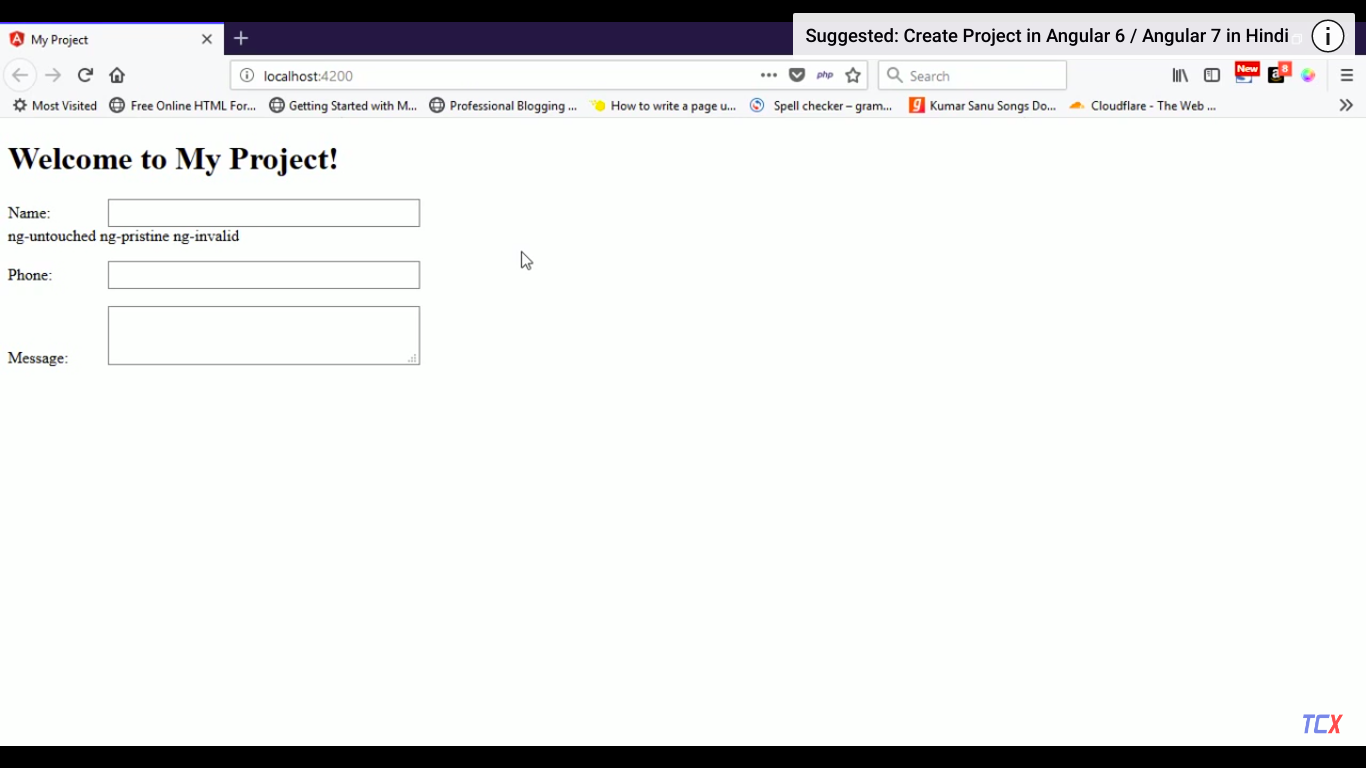 My Project
Suggested: Create Project in Angular 6 / Angular 7 in Hindi
i
localhost:4200
php
Search
New
a
8
Most Visited
Free Online HTML For...
Getting Started with M...
Professional Blogging ...
How to write a page u...
Spell checker – gram...
Kumar Sanu Songs Do...
Cloudflare - The Web ...
Welcome to My Project!
Name:
ng-untouched ng-pristine ng-invalid
Phone:
Message:
TCX